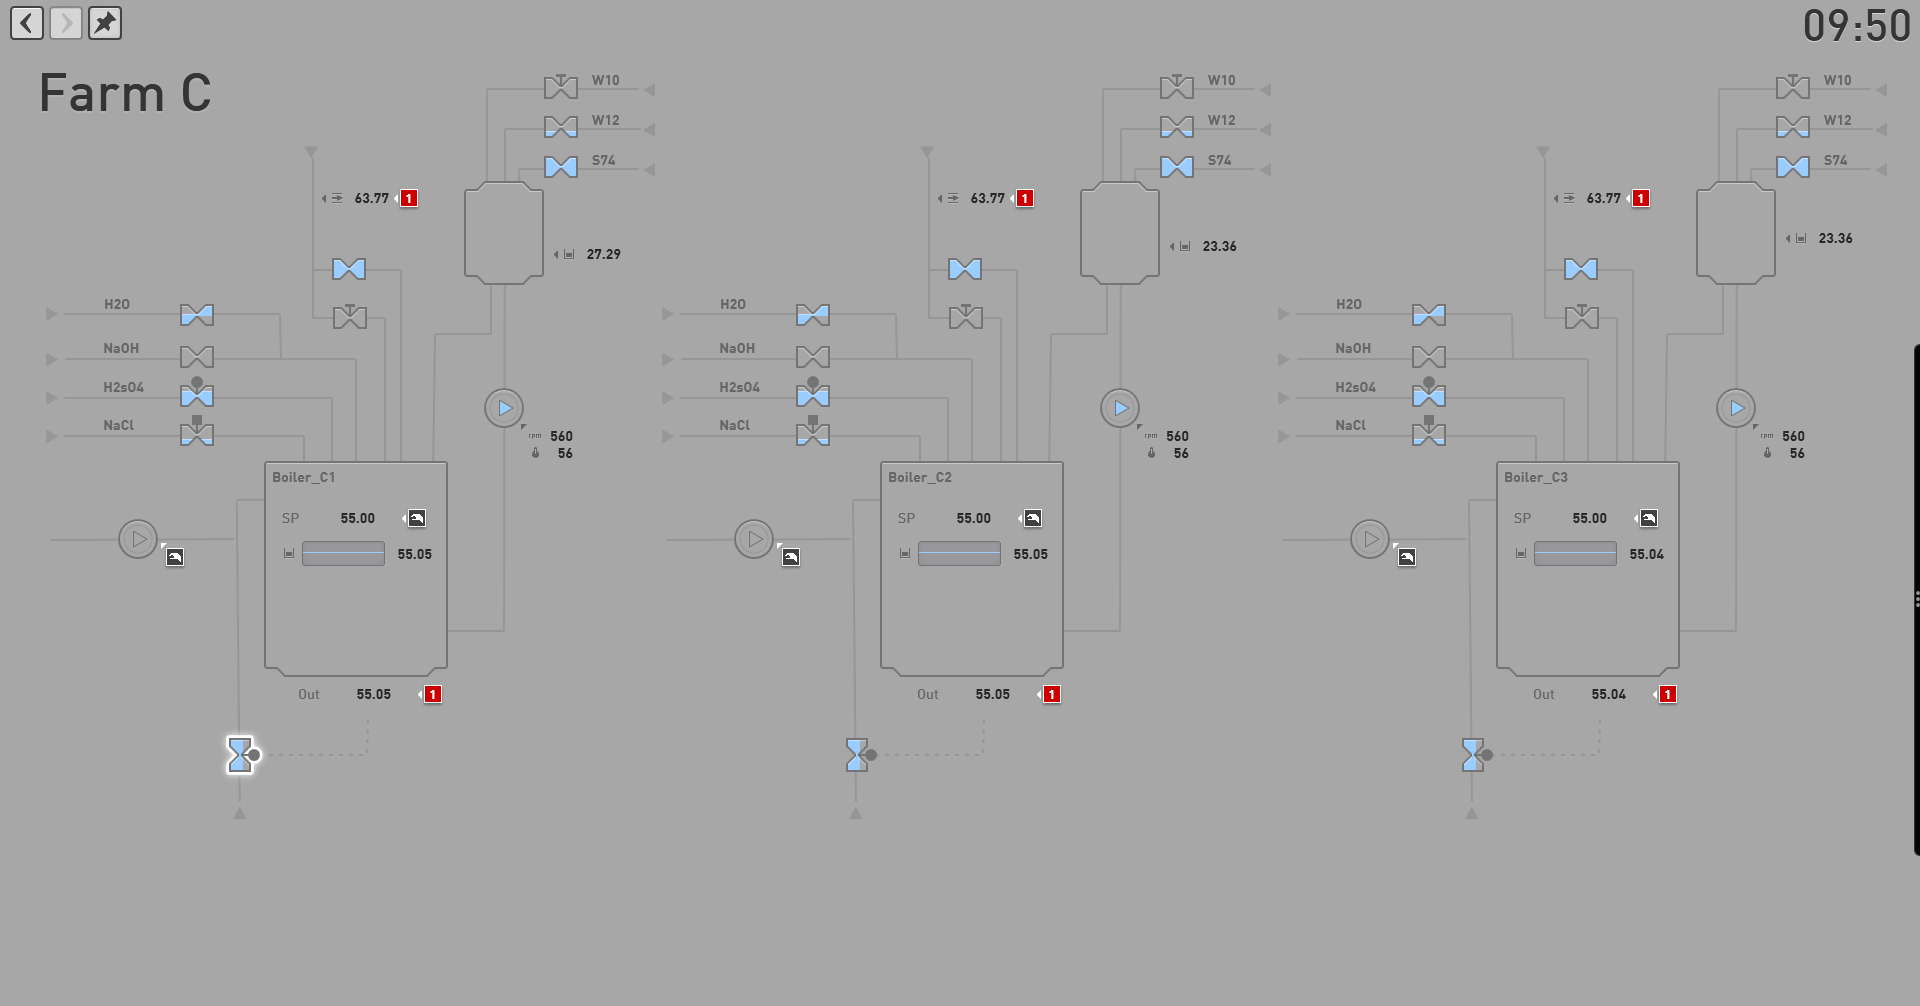 09:50
Farm C
W10
W12
S74
63.77 1
27.29
H2O
NaOH
H2sO4
NaCl
rpm 560
56
Boiler_C1
SP 55.00
55.05
Out 55.05 1
W10
W12
S74
63.77 1
23.36
H2O
NaOH
H2sO4
NaCl
rpm 560
56
Boiler_C2
SP 55.00
55.05
Out 55.05 1
W10
W12
S74
63.77 1
23.36
H2O
NaOH
H2sO4
NaCl
rpm 560
56
Boiler_C3
SP 55.00
55.04
Out 55.04 1